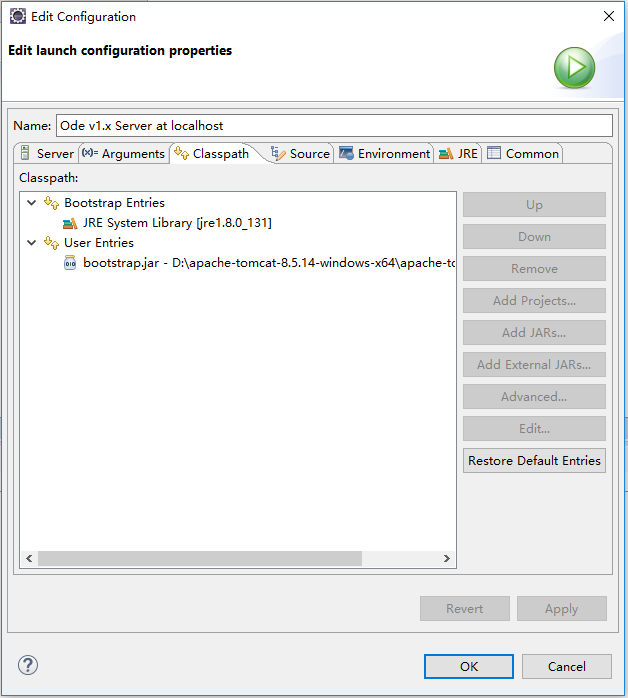 Edit Configuration
Edit launch configuration properties
Name: Ode v1.x Server at localhost
Server (x)= Arguments Classpath Source Environment JRE Common
Classpath:
Bootstrap Entries
JRE System Library [jre1.8.0_131]
User Entries
bootstrap.jar - D:\apache-tomcat-8.5.14-windows-x64\apache-to
Up
Down
Remove
Add Projects...
Add JARs...
Add External JARs...
Advanced...
Edit...
Restore Default Entries
Revert Apply
? OK Cancel